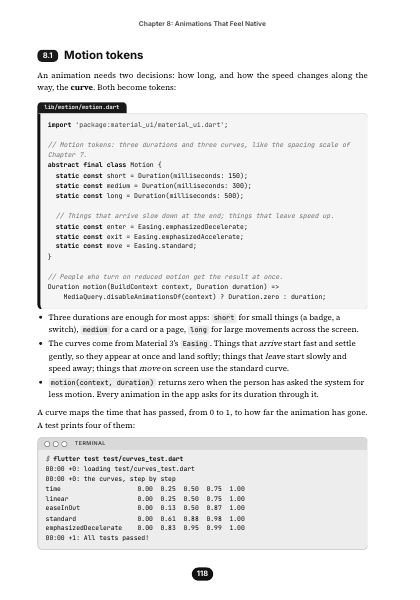 Chapter 8: Animations That Feel Native
8.1 Motion tokens
An animation needs two decisions: how long, and how the speed changes along the
way, the curve. Both become tokens:
lib/motion/motion.dart
import 'package:material_ui/material_ui.dart';
// Motion tokens: three durations and three curves, like the spacing scale of
Chapter 7.
abstract final class Motion {
static const short = Duration(milliseconds: 150);
static const medium = Duration(milliseconds: 300);
static const long = Duration(milliseconds: 500);
// Things that arrive slow down at the end; things that leave speed up.
static const enter = Easing.emphasizedDecelerate;
static const exit = Easing.emphasizedAccelerate;
static const move = Easing.standard;
}
// People who turn on reduced motion get the result at once.
Duration motion(BuildContext context, Duration duration) =>
MediaQuery.disableAnimationsOf(context) ? Duration.zero : duration;
• Three durations are enough for most apps: short for small things (a badge, a
switch), medium for a card or a page, long for large movements across the screen.
• The curves come from Material 3's Easing. Things that arrive start fast and settle
gently, so they appear at once and land softly; things that leave start slowly and
speed away; things that move on screen use the standard curve.
• motion(context, duration) returns zero when the person has asked the system for
less motion. Every animation in the app asks for its duration through it.
A curve maps the time that has passed, from 0 to 1, to how far the animation has gone.
A test prints four of them:
TERMINAL
$ flutter test test/curves_test.dart
00:00 +0: loading test/curves_test.dart
00:00 +0: the curves, step by step
time 0.00 0.25 0.50 0.75 1.00
linear 0.00 0.25 0.50 0.75 1.00
easeInOut 0.00 0.13 0.50 0.87 1.00
standard 0.00 0.61 0.88 0.98 1.00
emphasizedDecelerate 0.00 0.83 0.95 0.99 1.00
00:00 +1: All tests passed!
118